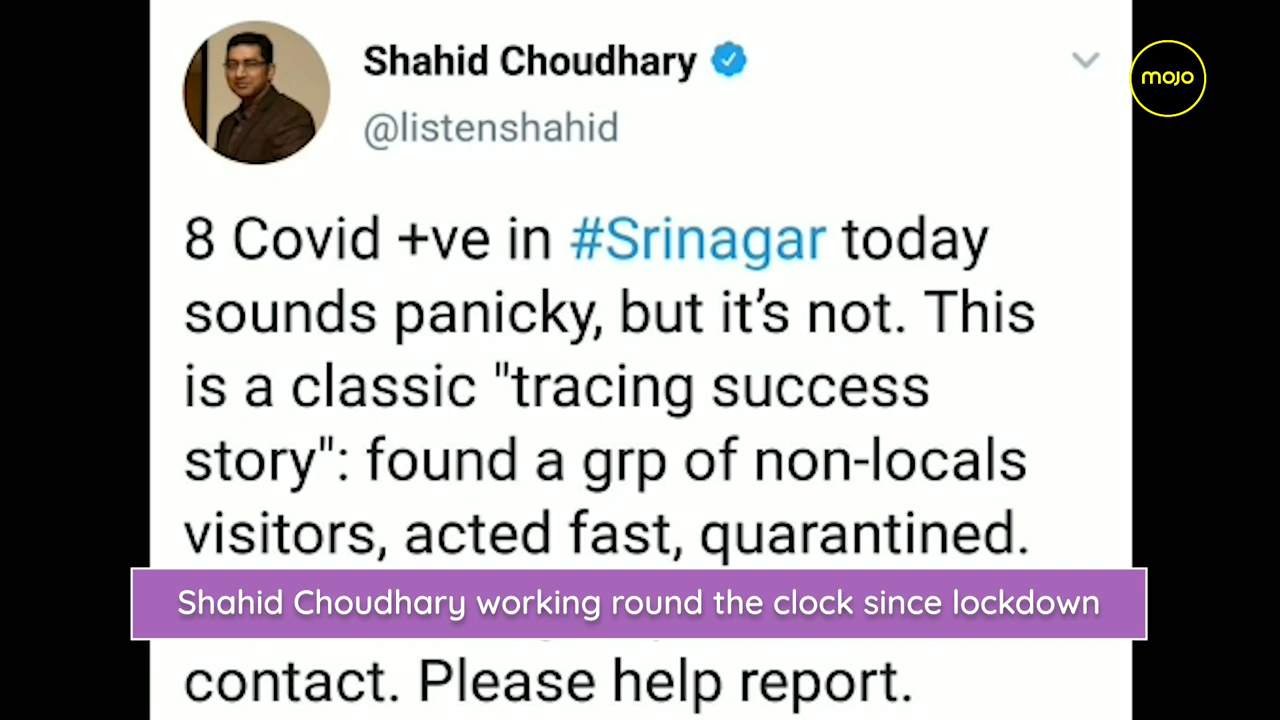 Shahid Choudhary
@listenshahid
mojo
8 Covid +ve in #Srinagar today
sounds panicky, but it’s not. This
is a classic "tracing success
story": found a grp of non-locals
visitors, acted fast, quarantined.
Shahid Choudhary working round the clock since lockdown
contact. Please help report.